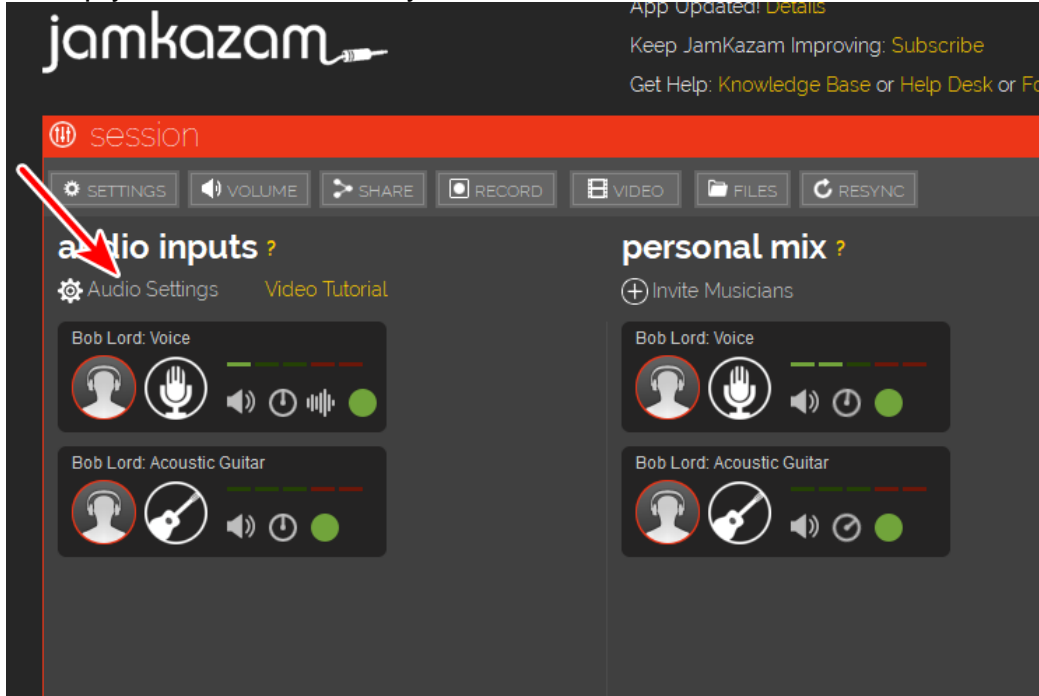 jamkazam
App Updated! Details
Keep JamKazam Improving: Subscribe
Get Help: Knowledge Base or Help Desk or
session
SETTINGS VOLUME SHARE RECORD VIDEO FILES RESYNC
audio inputs ?
Audio Settings Video Tutorial
Bob Lord: Voice
Bob Lord: Acoustic Guitar
personal mix ?
Invite Musicians
Bob Lord: Voice
Bob Lord: Acoustic Guitar